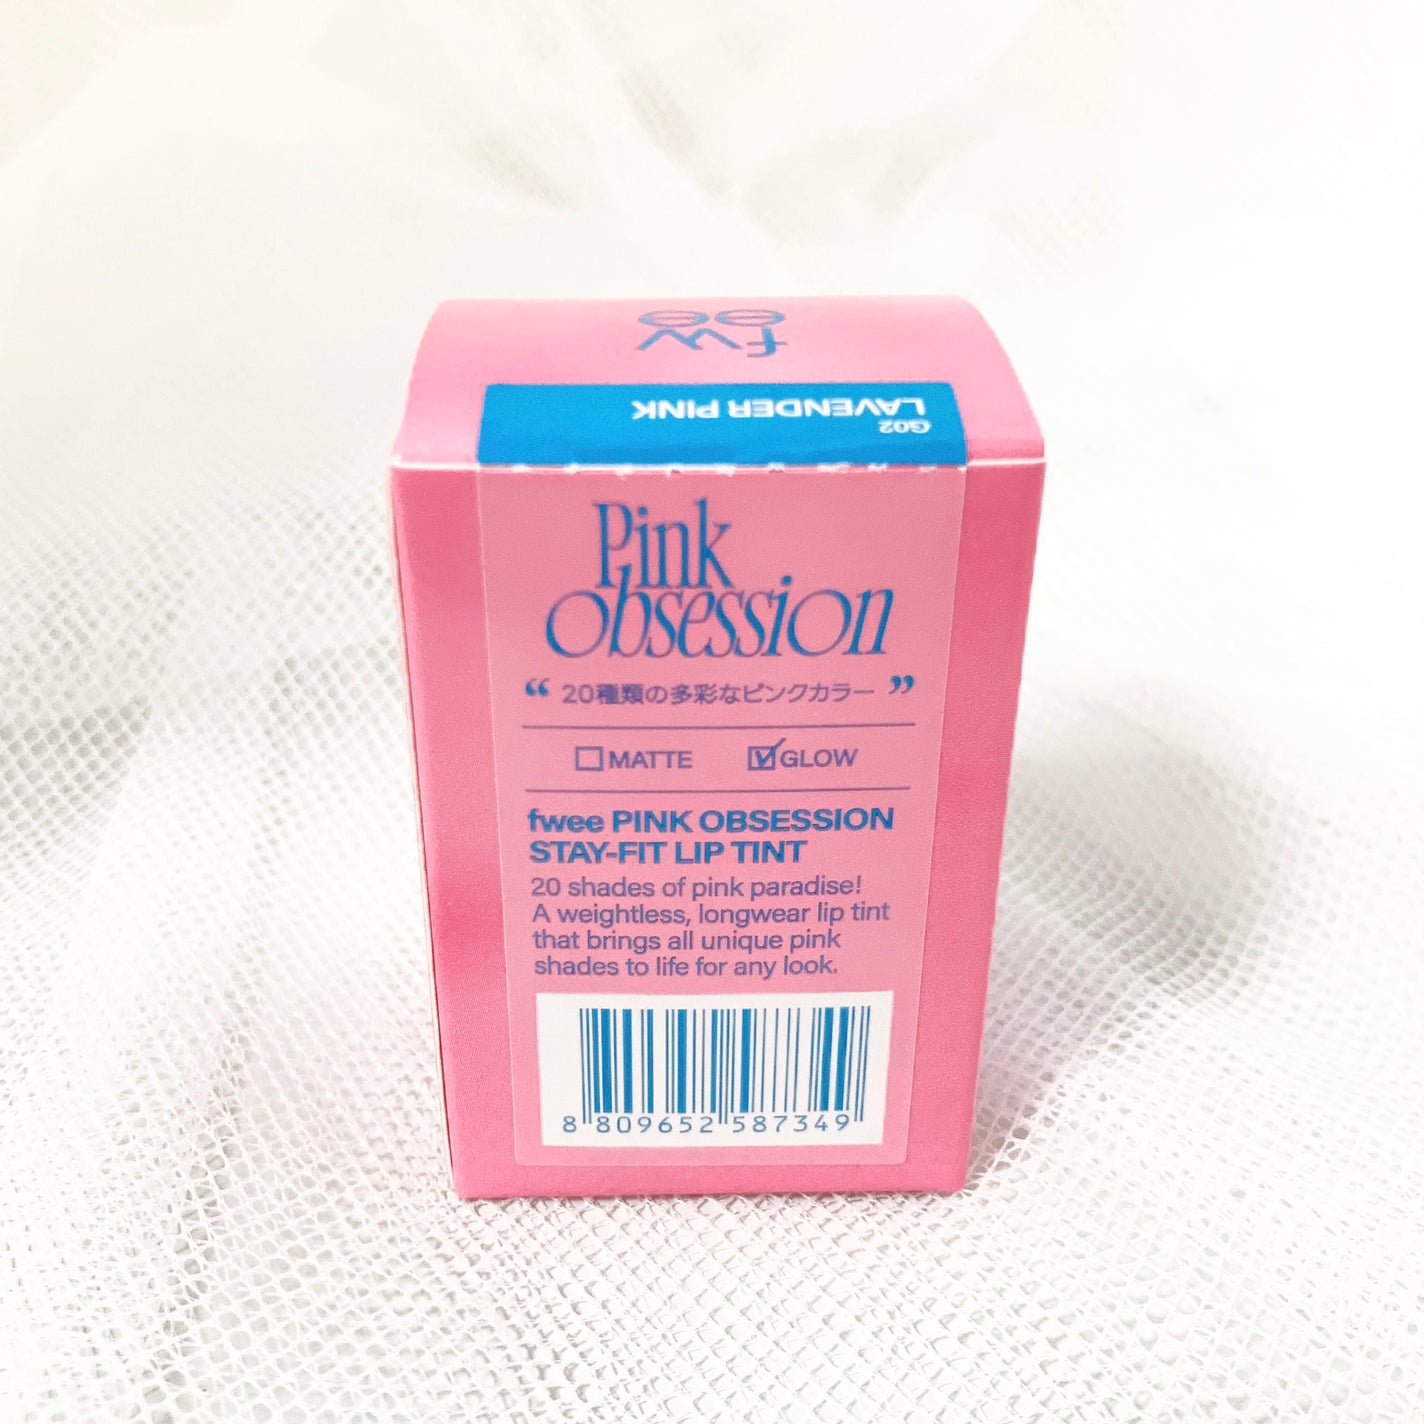 fw
ee
G02
LAVENDER PINK
Pink
obsession
“ 20種類の多彩なピンクカラー ”
MATTE GLOW
fwee PINK OBSESSION
STAY-FIT LIP TINT
20 shades of pink paradise!
A weightless, longwear lip tint
that brings all unique pink
shades to life for any look.
8 809652 587349